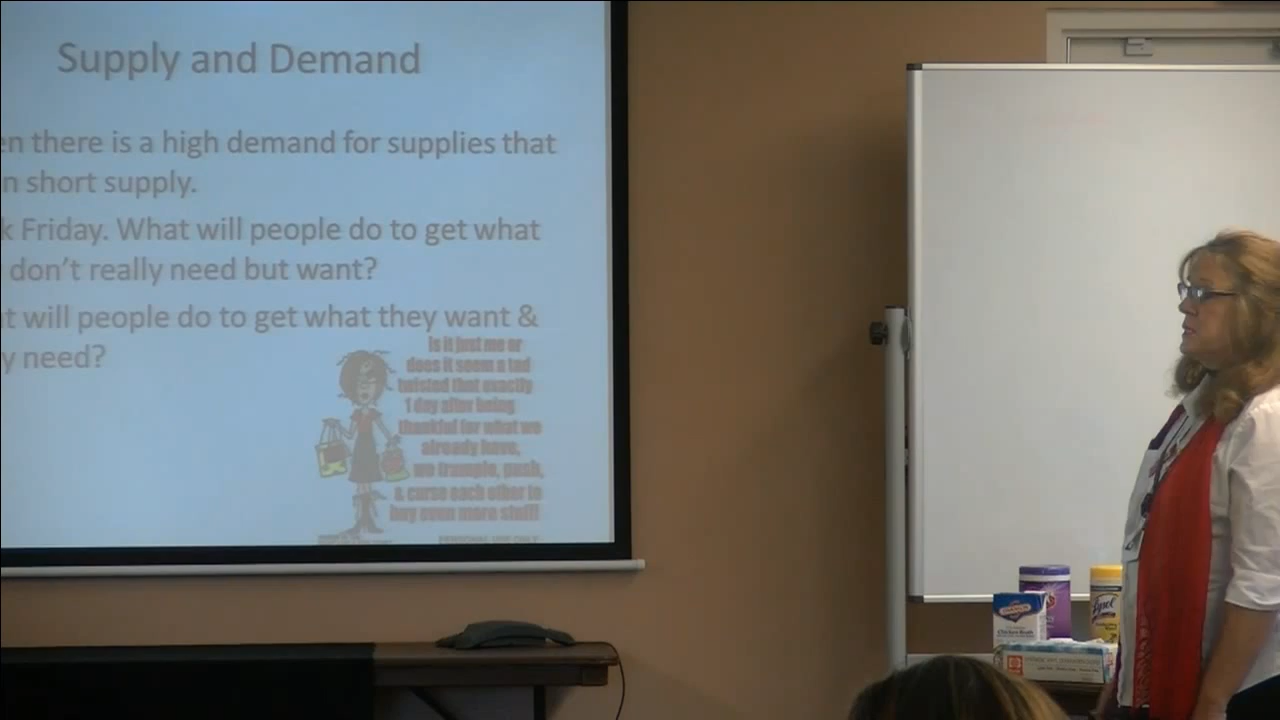 Supply and Demand
en there is a high demand for supplies that
n short supply.
k Friday. What will people do to get what
don't really need but want?
t will people do to get what they want &
y need?
Is it just me or
does it seem a tad
twisted that exactly
1 day after being
thankful for what we
already have,
we trample, push,
& curse each other to
buy even more stuff!
PERSONAL USE ONLY
Lysol
Chicken Broth